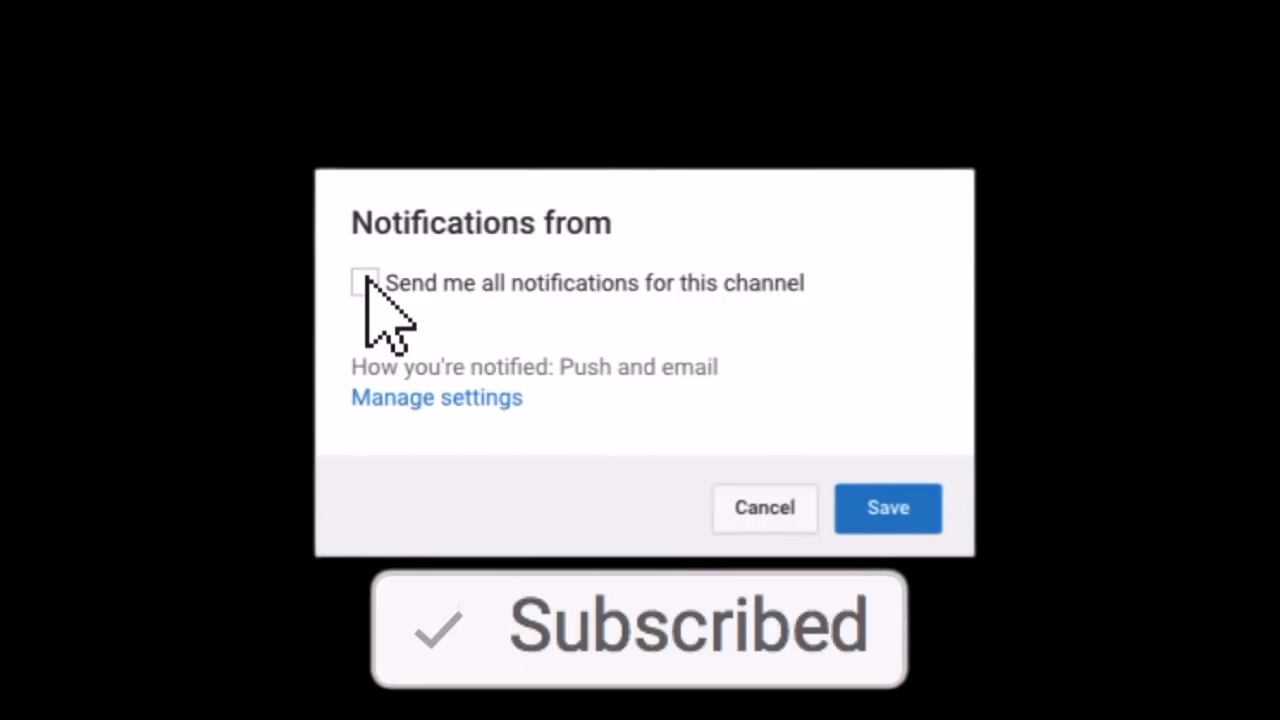 Notifications from
Send me all notifications for this channel
How you're notified: Push and email
Manage settings
Cancel Save
Subscribed